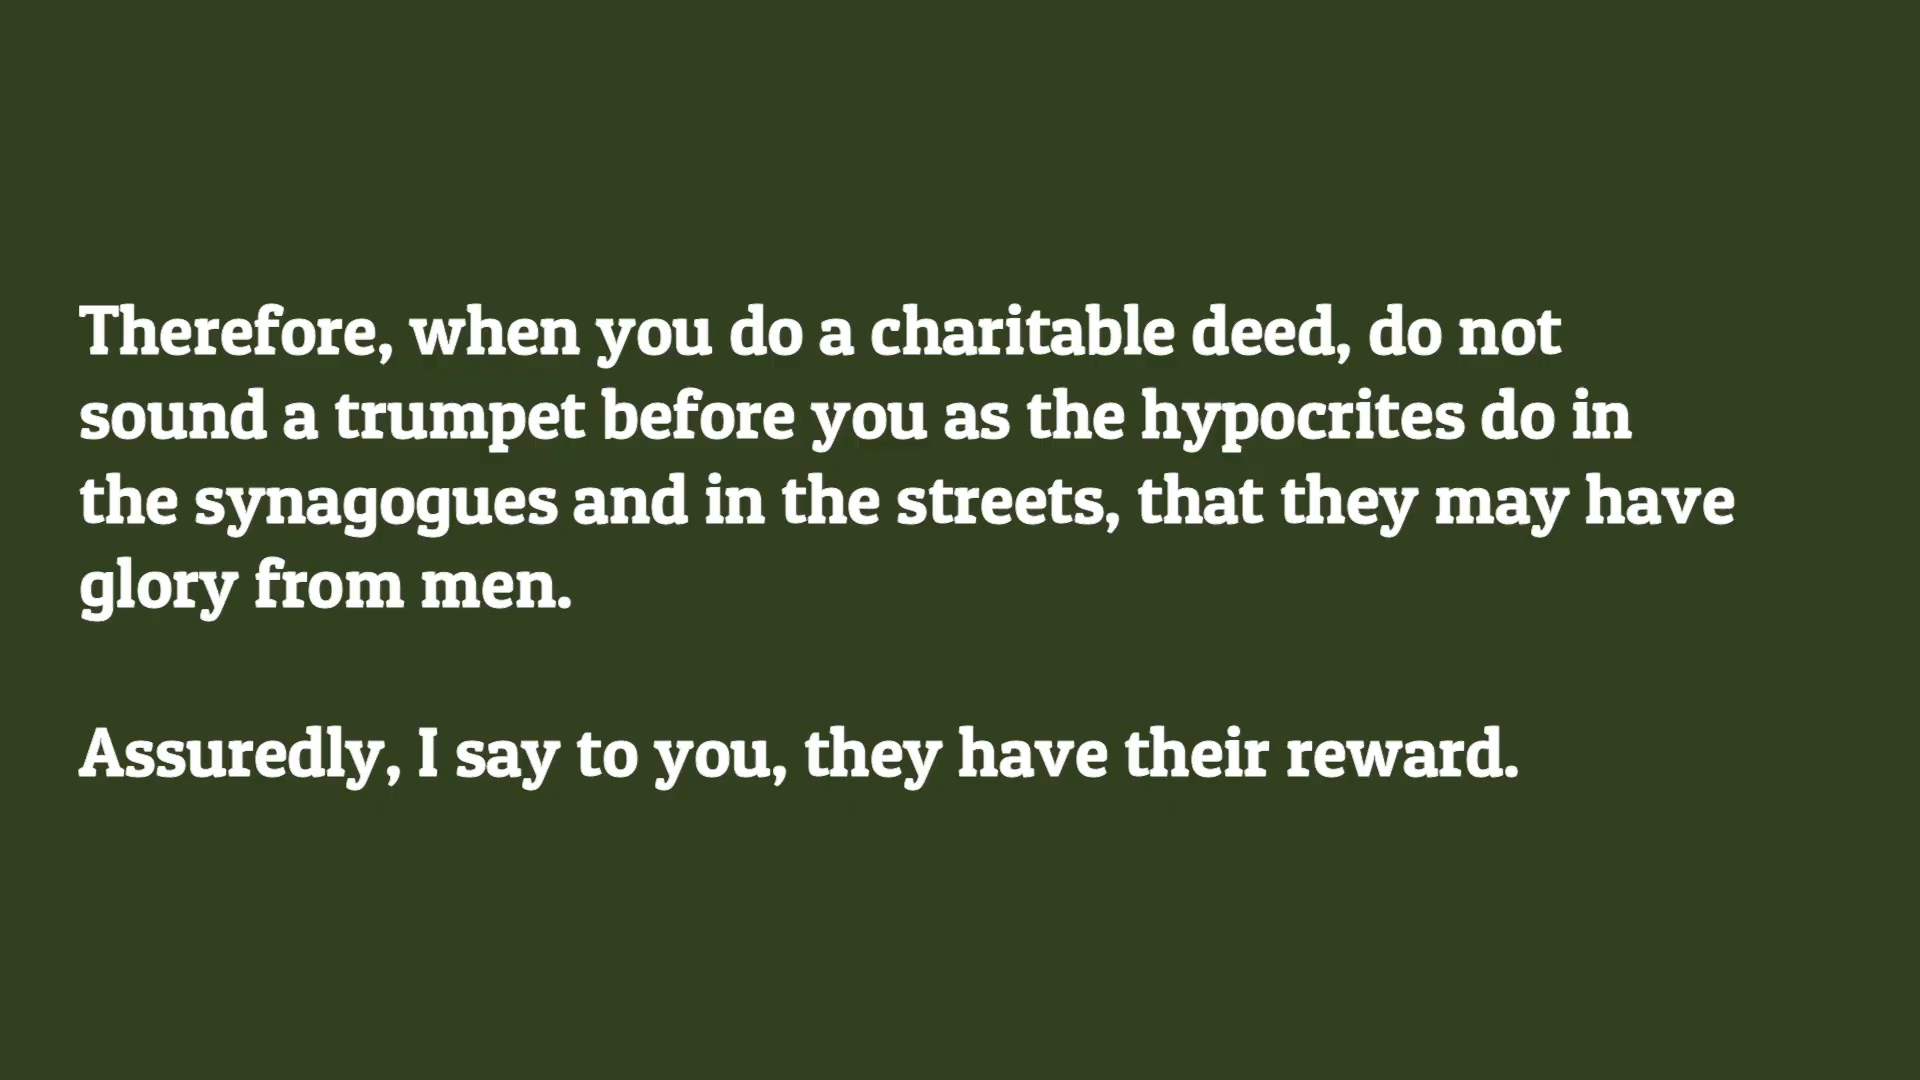 Therefore, when you do a charitable deed, do not
sound a trumpet before you as the hypocrites do in
the synagogues and in the streets, that they may have
glory from men.
Assuredly, I say to you, they have their reward.